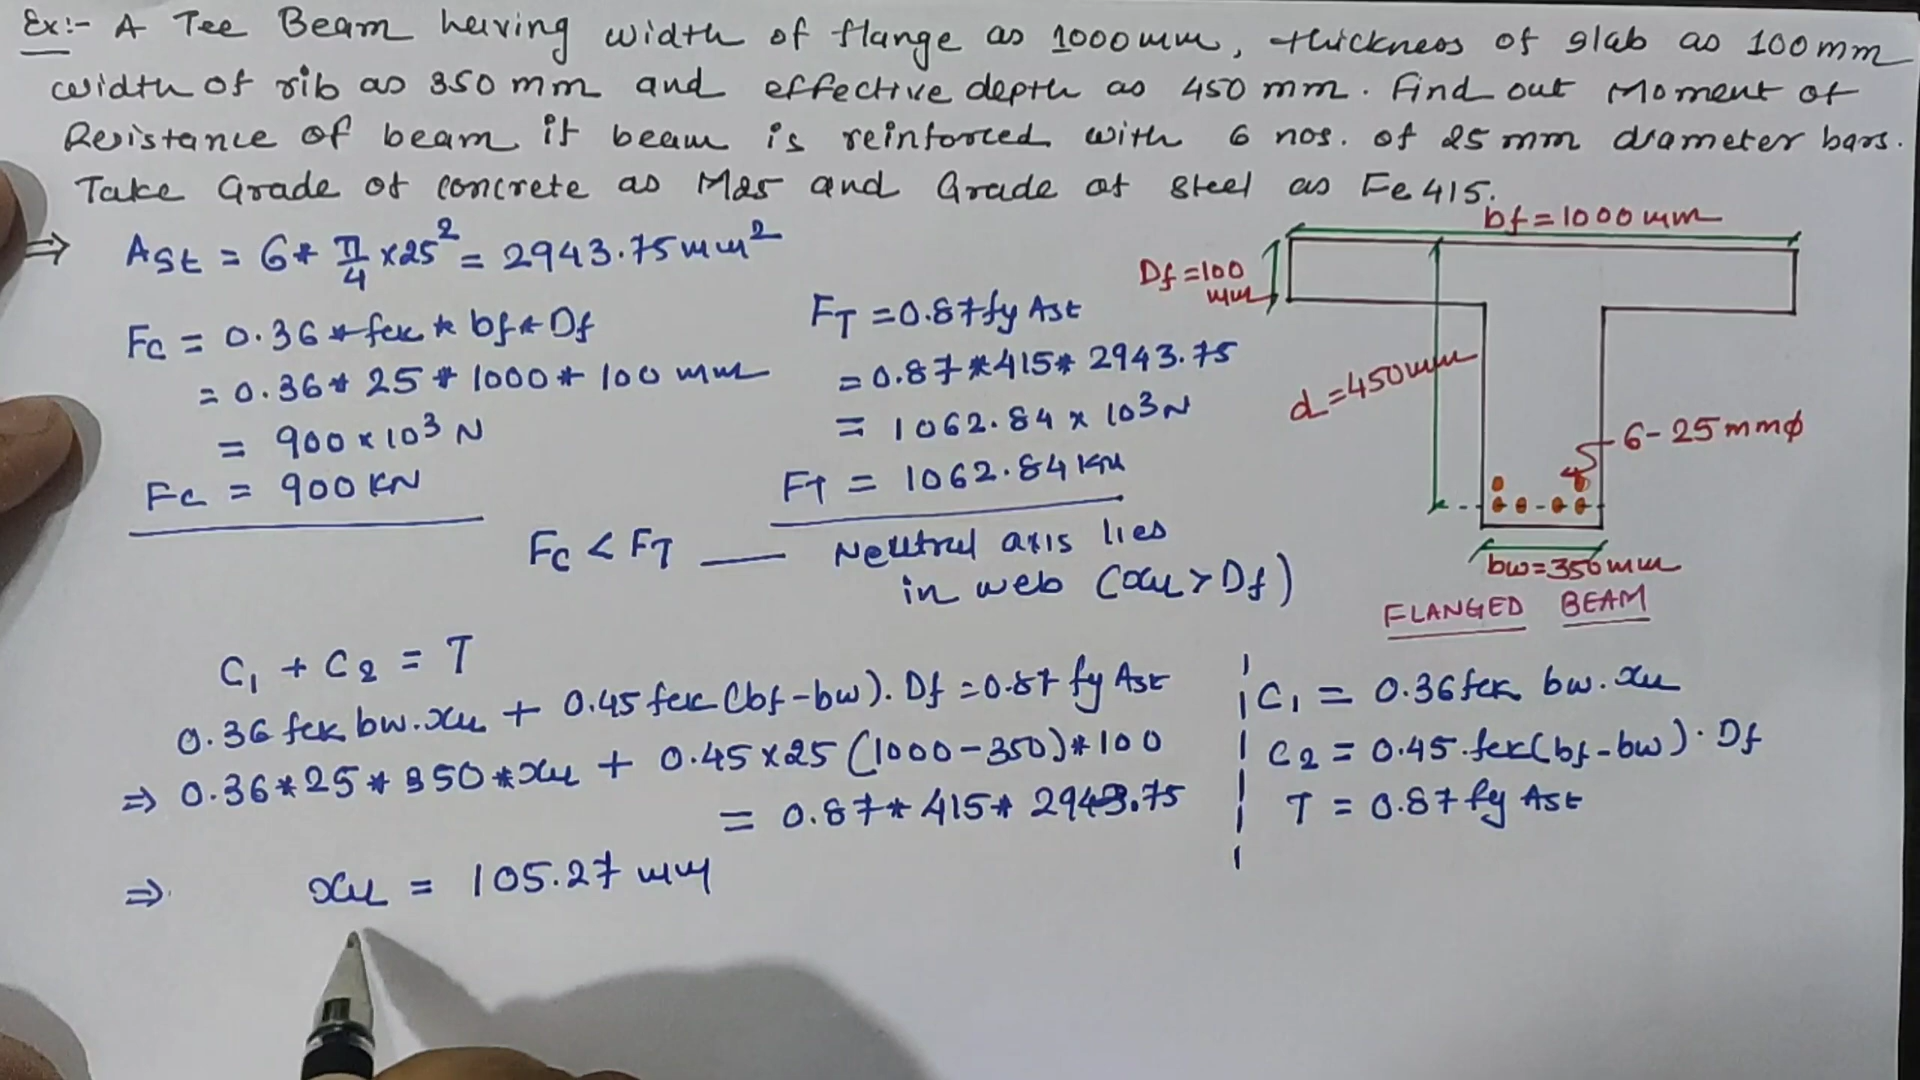 Ex:- A Tee Beam having width of flange as 1000mm, thickness of slab as 100mm
width of rib as 350 mm and effective depth as 450 mm. Find out Moment of
Resistance of beam if beam is reinforced with 6 nos. of 25 mm diameter bars.
Take Grade of concrete as M25 and Grade of steel as Fe 415.
⇒ Ast = 6 * π/4 × 25² = 2943.75 mm²
Fc = 0.36 * fck * bf * Df
= 0.36 * 25 * 1000 * 100 mm
= 900 × 10³ N
Fc = 900 KN
FT = 0.87 fy Ast
= 0.87 * 415 * 2943.75
= 1062.84 × 10³ N
FT = 1062.84 KN
Fc < FT — Neutral axis lies
in web (xu > Df)
bf = 1000 mm
Df = 100
mm
d = 450mm
6 - 25 mm ϕ
bw = 350 mm
FLANGED BEAM
C1 + C2 = T
0.36 fck bw. xu + 0.45 fck (bf - bw). Df = 0.87 fy Ast
⇒ 0.36 * 25 * 350 * xu + 0.45 × 25 (1000 - 350) * 100
= 0.87 * 415 * 2943.75
⇒ xu = 105.27 mm
C1 = 0.36 fck bw. xu
C2 = 0.45. fck (bf - bw). Df
T = 0.87 fy Ast